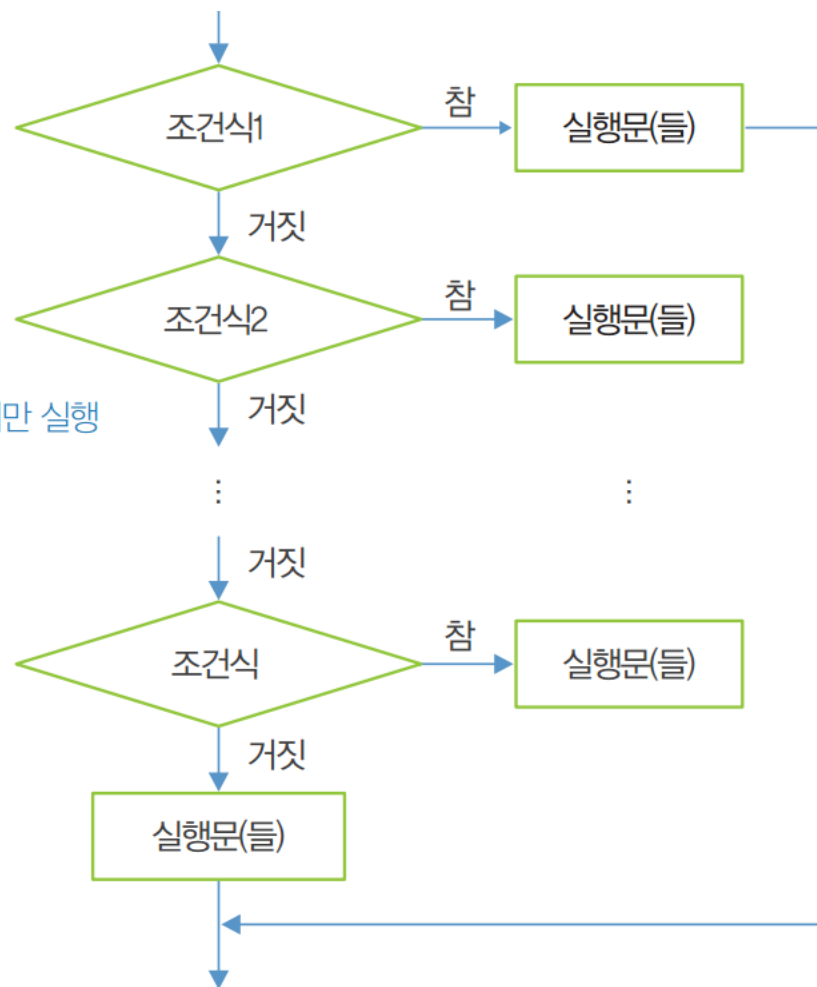 조건식1
참
실행문(들)
거짓
조건식2
참
실행문(들)
만 실행
거짓
⋮
⋮
거짓
조건식
참
실행문(들)
거짓
실행문(들)